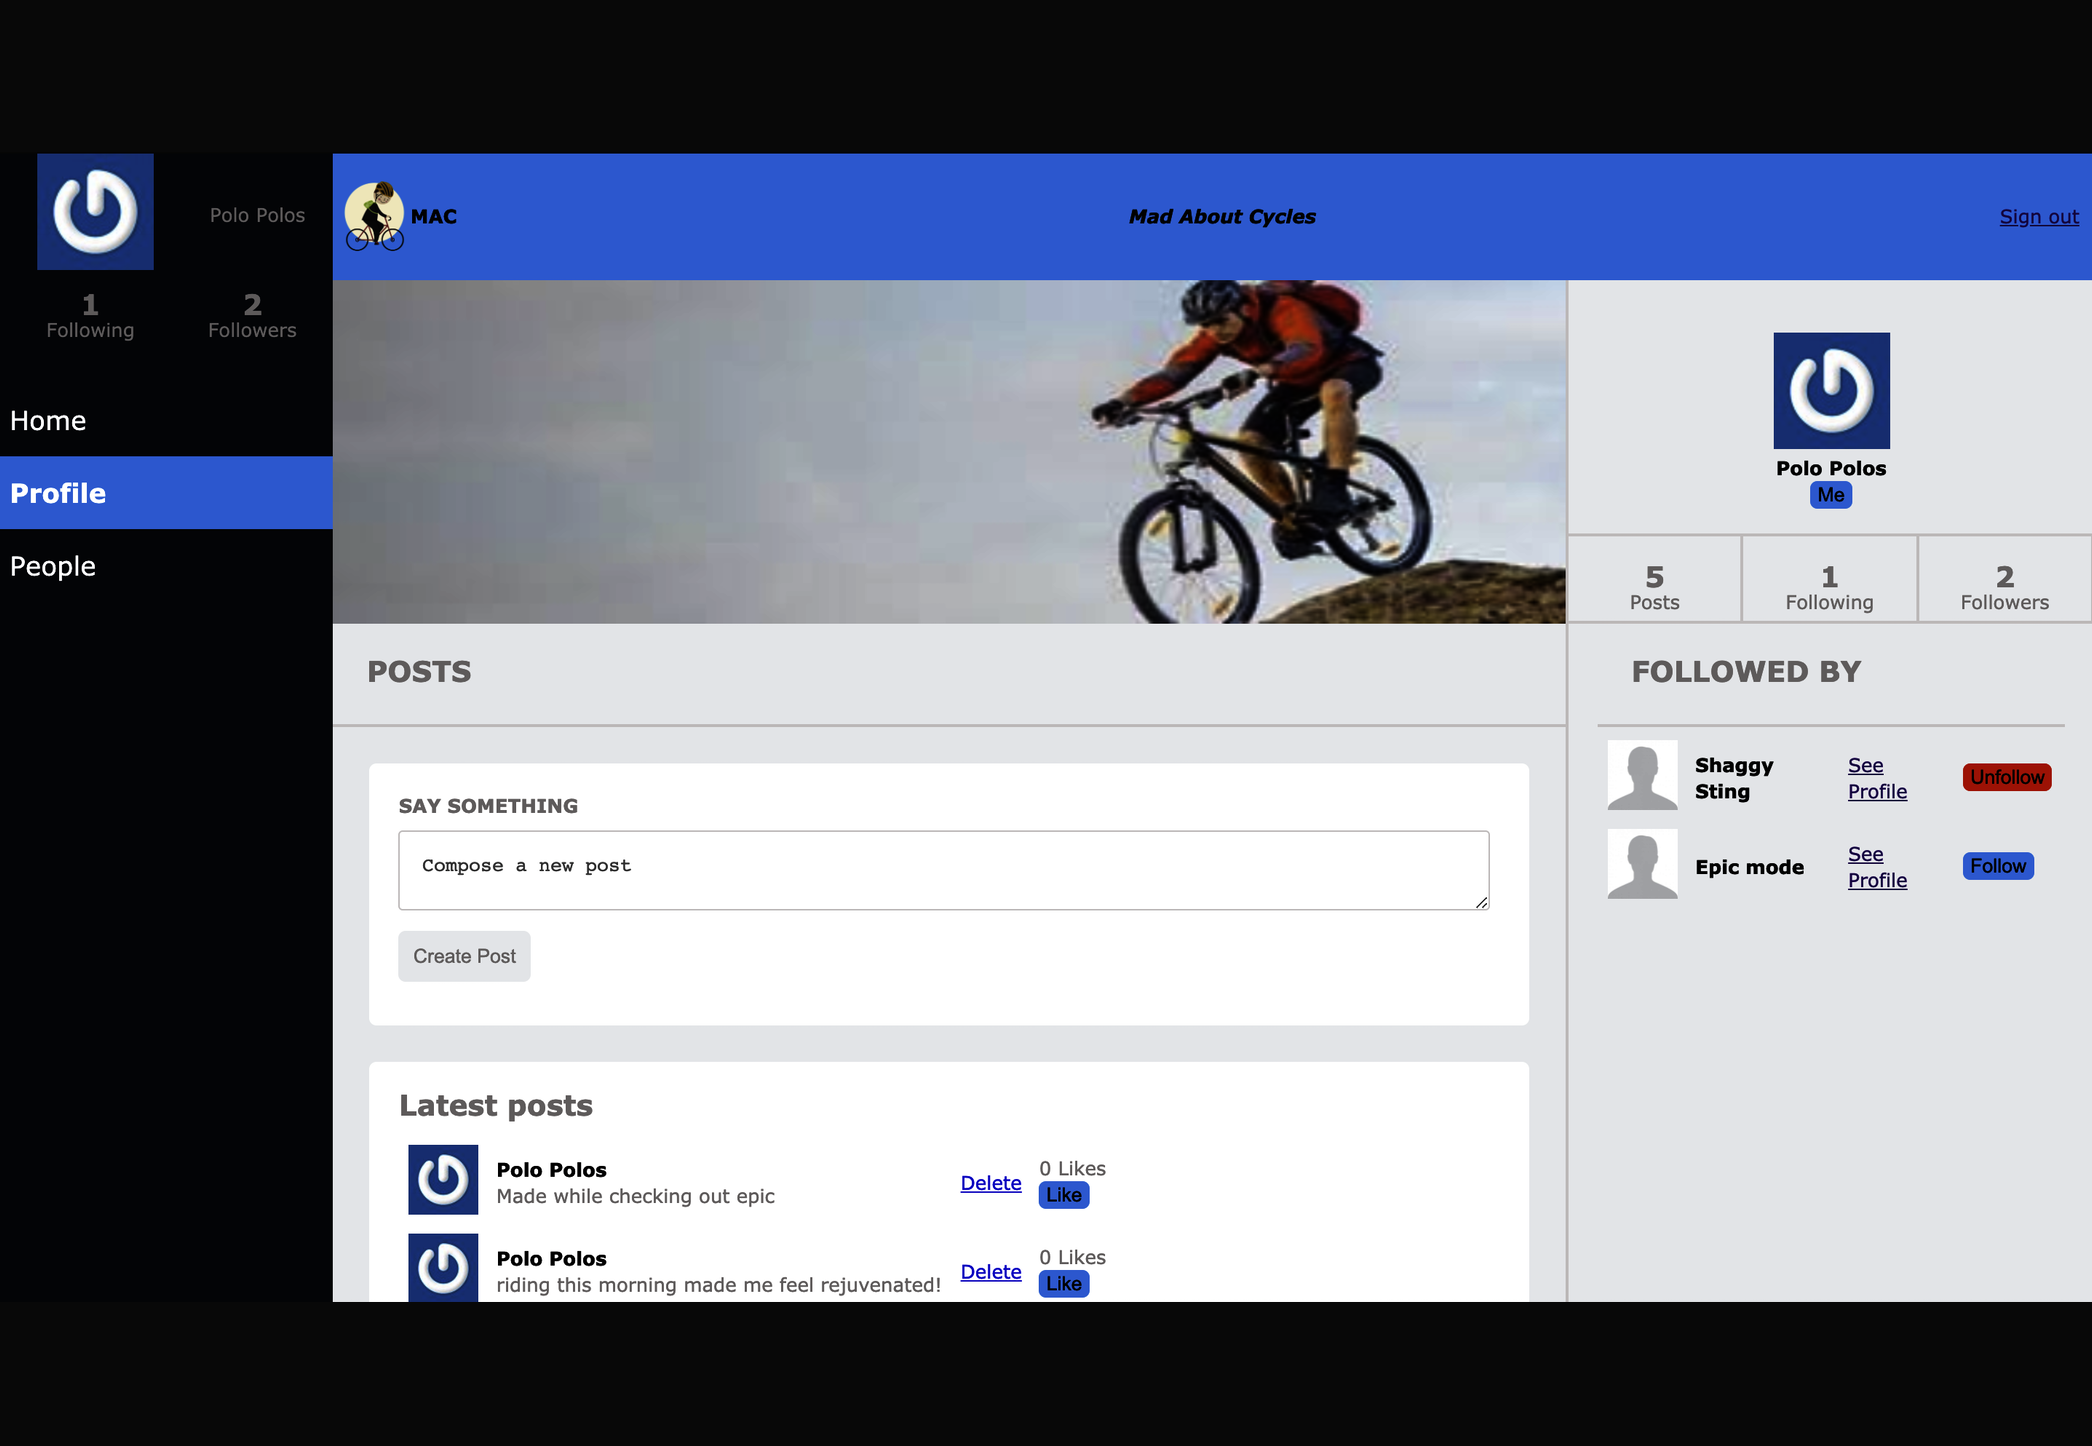 Polo Polos
1
Following
2
Followers
Home
Profile
People
MAC
Mad About Cycles
Sign out
Polo Polos
Me
5
Posts
1
Following
2
Followers
POSTS
SAY SOMETHING
Compose a new post
Create Post
Latest posts
Polo Polos
Made while checking out epic
Delete
0 Likes
Like
Polo Polos
riding this morning made me feel rejuvenated!
Delete
0 Likes
Like
FOLLOWED BY
Shaggy
Sting
See
Profile
Unfollow
Epic mode
See
Profile
Follow